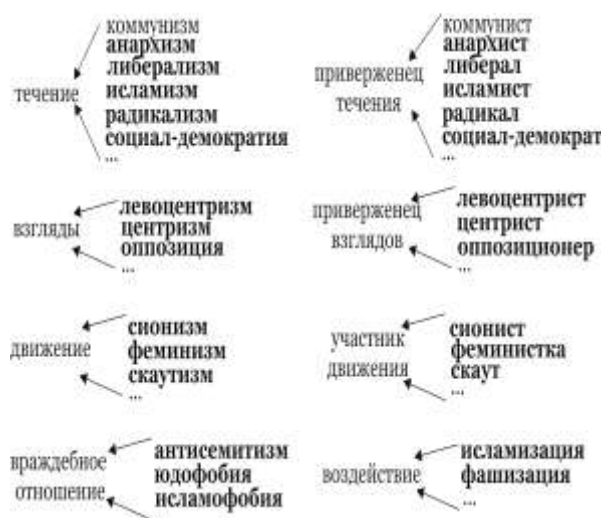 коммунизм
анархизм
либерализм
исламизм
радикализм
социал-демократия
...
течение
коммунист
анархист
либерал
исламист
радикал
социал-демократ
...
приверженец
течения
левоцентризм
центризм
оппозиция
...
взгляды
левоцентрист
центрист
оппозиционер
...
приверженец
взглядов
сионизм
феминизм
скаутизм
...
движение
сионист
феминистка
скаут
...
участник
движения
антисемитизм
юдофобия
исламофобия
враждебное
отношение
исламизация
фашизация
...
воздействие